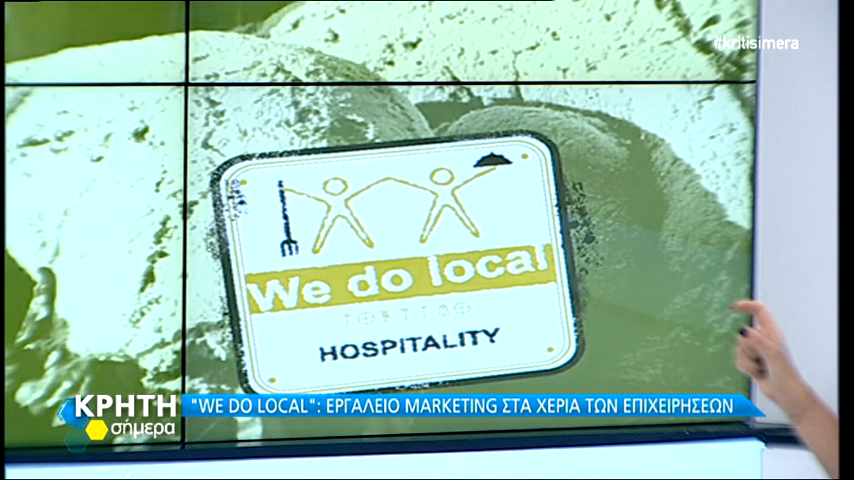 #kritisimera
We do local
HOSPITALITY
ΚΡΗΤΗ
σήμερα
"WE DO LOCAL": ΕΡΓΑΛΕΙΟ MARKETING ΣΤΑ ΧΕΡΙΑ ΤΩΝ ΕΠΙΧΕΙΡΗΣΕΩΝ